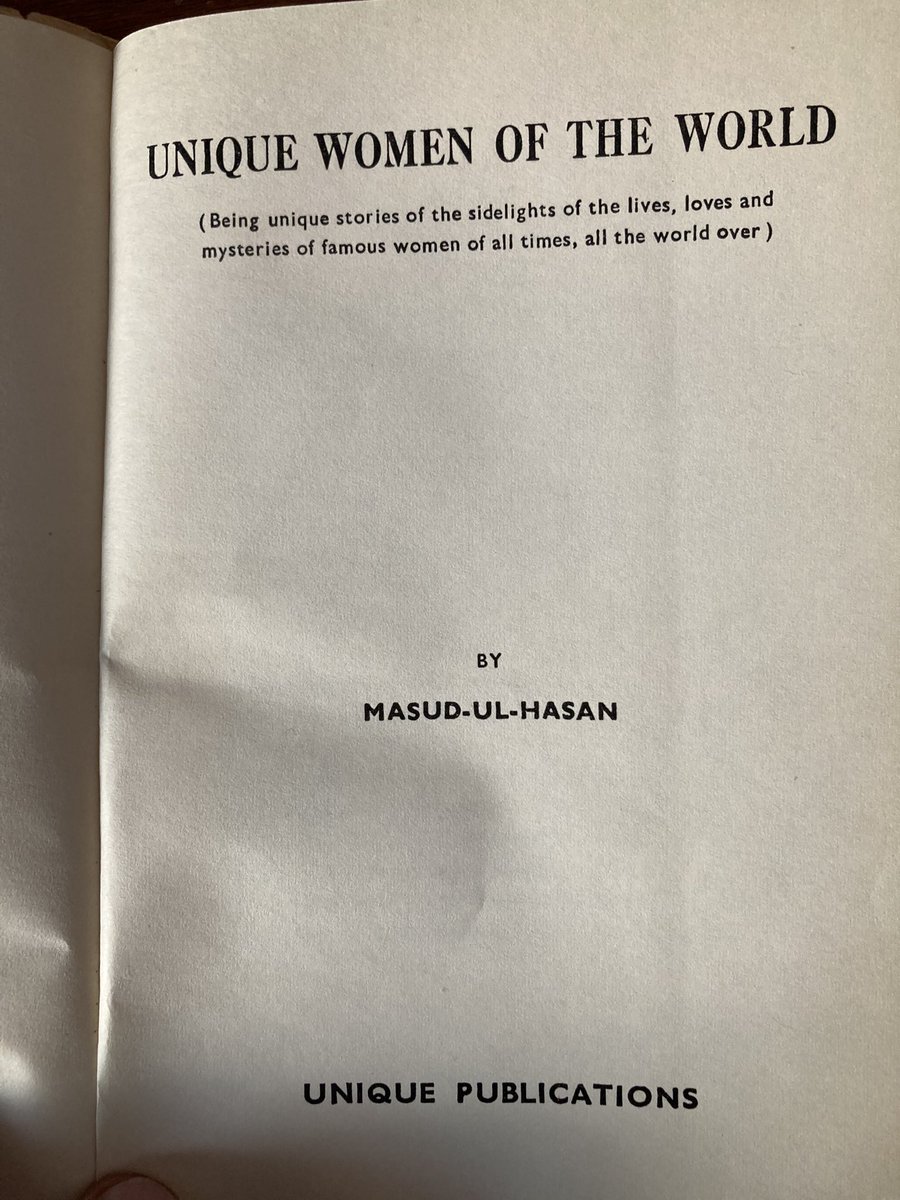 UNIQUE WOMEN OF THE WORLD
(Being unique stories of the sidelights of the lives, loves and
mysteries of famous women of all times, all the world over)
BY
MASUD-UL-HASAN
UNIQUE PUBLICATIONS